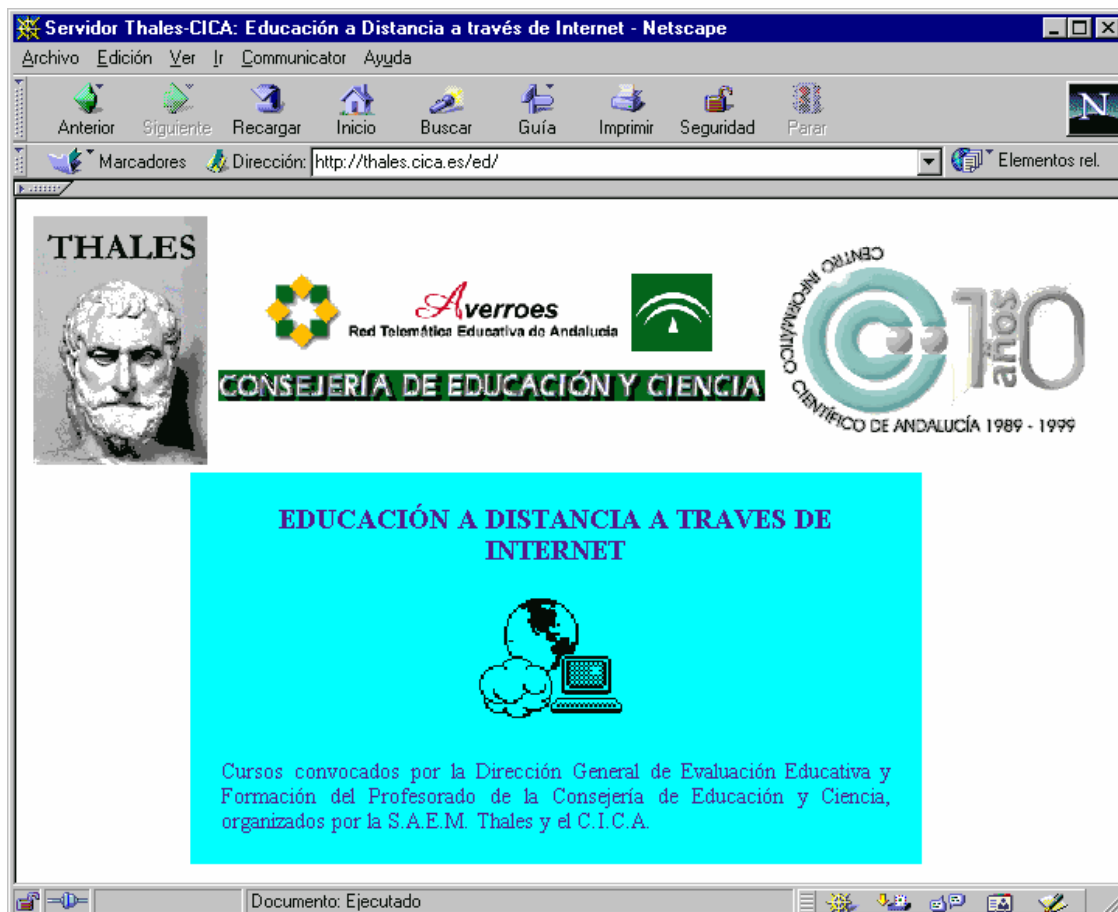 Servidor Thales-CICA: Educación a Distancia a través de Internet - Netscape
Archivo Edición Ver Ir Communicator Ayuda
Anterior Siguiente Recargar Inicio Buscar Guía Imprimir Seguridad Parar
N
Marcadores Dirección: http://thales.cica.es/ed/ Elementos rel.
THALES
Averroes
Red Telemática Educativa de Andalucía
CONSEJERÍA DE EDUCACIÓN Y CIENCIA
CENTRO INFORMÁTICO CIENTÍFICO DE ANDALUCÍA 1989 - 1999
10 años
EDUCACIÓN A DISTANCIA A TRAVES DE
INTERNET
Cursos convocados por la Dirección General de Evaluación Educativa y
Formación del Profesorado de la Consejería de Educación y Ciencia,
organizados por la S.A.E.M. Thales y el C.I.C.A.
Documento: Ejecutado